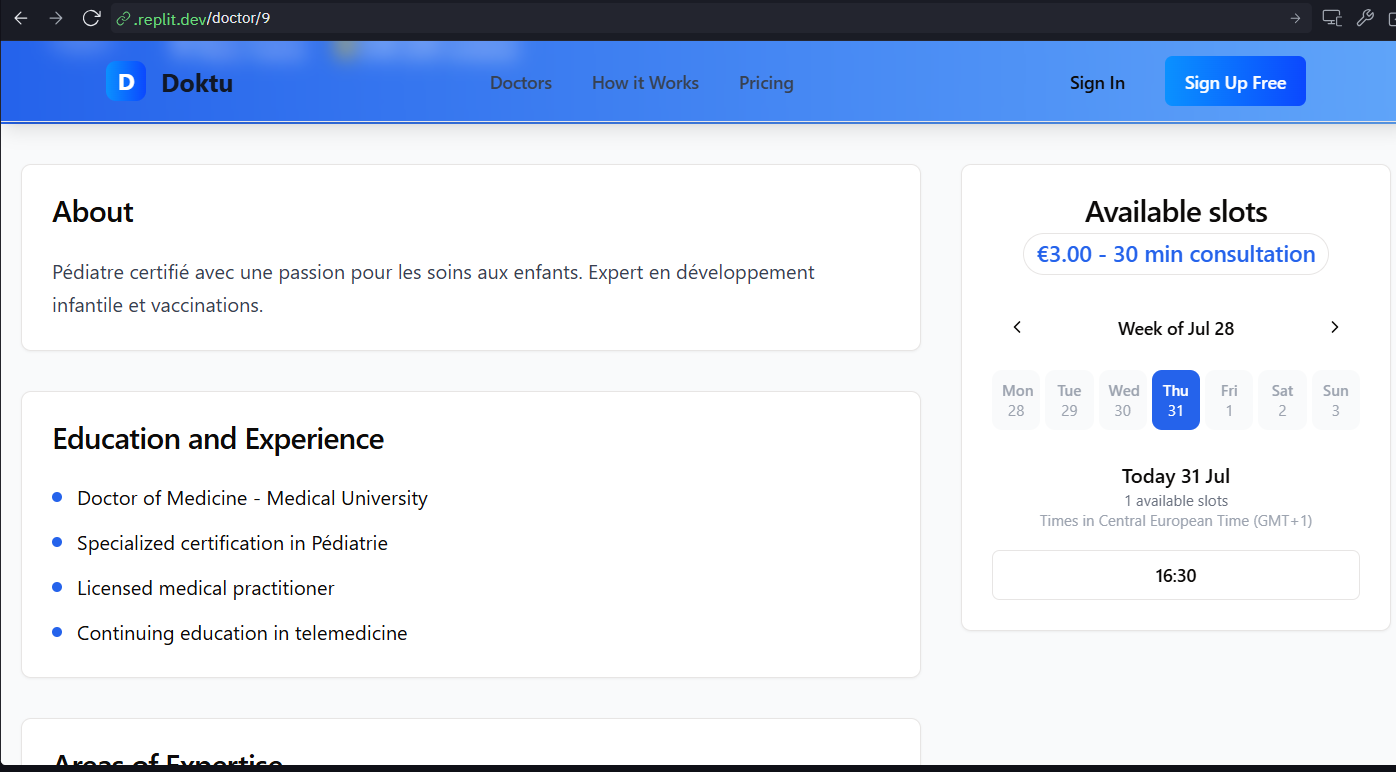 .replit.dev/doctor/9
D Doktu
Doctors How it Works Pricing
Sign In
Sign Up Free
About
Pédiatre certifié avec une passion pour les soins aux enfants. Expert en développement
infantile et vaccinations.
Education and Experience
Doctor of Medicine - Medical University
Specialized certification in Pédiatrie
Licensed medical practitioner
Continuing education in telemedicine
Areas of Expertise
Available slots
€3.00 - 30 min consultation
Week of Jul 28
Mon Tue Wed Thu Fri Sat Sun
28 29 30 31 1 2 3
Today 31 Jul
1 available slots
Times in Central European Time (GMT+1)
16:30